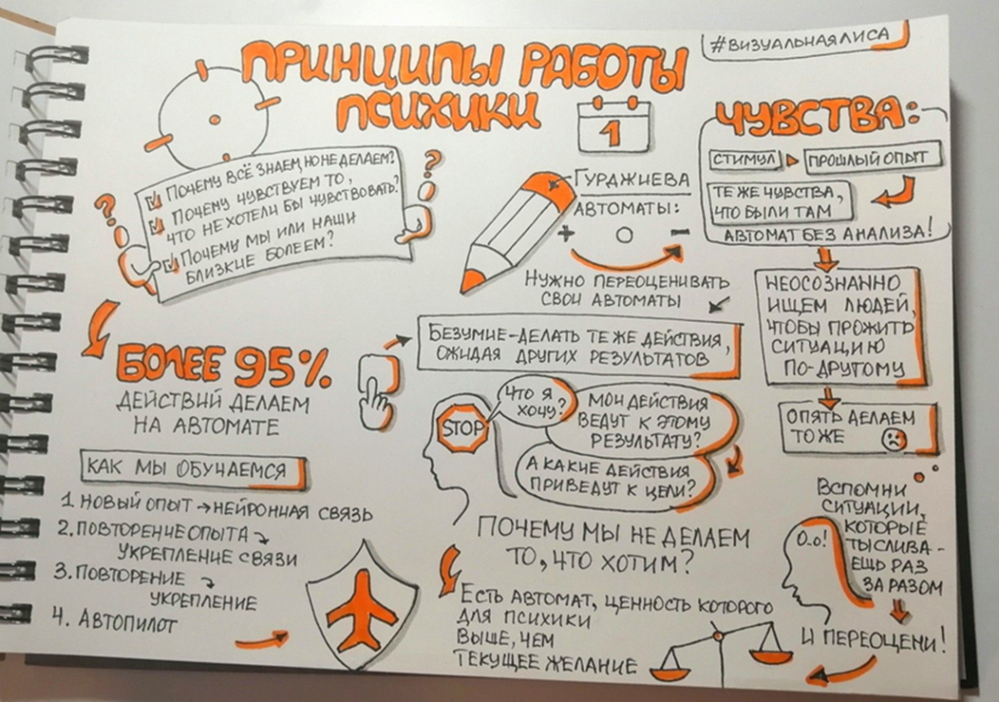 #ВИЗУАЛЬНАЯЛИСА
ПРИНЦИПЫ РАБОТЫ
ПСИХИКИ
1
ПОЧЕМУ ВСЁ ЗНАЕМ, НО НЕ ДЕЛАЕМ?
ПОЧЕМУ ЧУВСТВУЕМ ТО,
ЧТО НЕ ХОТЕЛИ БЫ ЧУВСТВОВАТЬ?
ПОЧЕМУ МЫ ИЛИ НАШИ
БЛИЗКИЕ БОЛЕЕМ?
?
?
БОЛЕЕ 95%
ДЕЙСТВИЙ ДЕЛАЕМ
НА АВТОМАТЕ
КАК МЫ ОБУЧАЕМСЯ
1 НОВЫЙ ОПЫТ → НЕЙРОННАЯ СВЯЗЬ
2. ПОВТОРЕНИЕ ОПЫТА
УКРЕПЛЕНИЕ СВЯЗИ
3. ПОВТОРЕНИЕ
УКРЕПЛЕНИЕ
4. АВТОПИЛОТ
ГУРДЖИЕВА
АВТОМАТЫ:
+ О −
НУЖНО ПЕРЕОЦЕНИВАТЬ
СВОИ АВТОМАТЫ
БЕЗУМИЕ - ДЕЛАТЬ ТЕ ЖЕ ДЕЙСТВИЯ,
ОЖИДАЯ ДРУГИХ РЕЗУЛЬТАТОВ
STOP
ЧТО Я
ХОЧУ?
МОИ ДЕЙСТВИЯ
ВЕДУТ К ЭТОМУ
РЕЗУЛЬТАТУ?
А КАКИЕ ДЕЙСТВИЯ
ПРИВЕДУТ К ЦЕЛИ?
ПОЧЕМУ МЫ НЕ ДЕЛАЕМ
ТО, ЧТО ХОТИМ?
ЕСТЬ АВТОМАТ, ЦЕННОСТЬ КОТОРОГО
ДЛЯ ПСИХИКИ
ВЫШЕ, ЧЕМ
ТЕКУЩЕЕ ЖЕЛАНИЕ
ЧУВСТВА:
СТИМУЛ ▶ ПРОШЛЫЙ ОПЫТ
ТЕ ЖЕ ЧУВСТВА,
ЧТО БЫЛИ ТАМ
АВТОМАТ БЕЗ АНАЛИЗА!
НЕОСОЗНАННО
ИЩЕМ ЛЮДЕЙ,
ЧТОБЫ ПРОЖИТЬ
СИТУАЦИЮ
ПО-ДРУГОМУ
ОПЯТЬ ДЕЛАЕМ
ТО ЖЕ
ВСПОМНИ
СИТУАЦИИ,
КОТОРЫЕ
О.о!
ТЫ СЛИВА-
ЕШЬ РАЗ
ЗА РАЗОМ
И ПЕРЕОЦЕНИ!